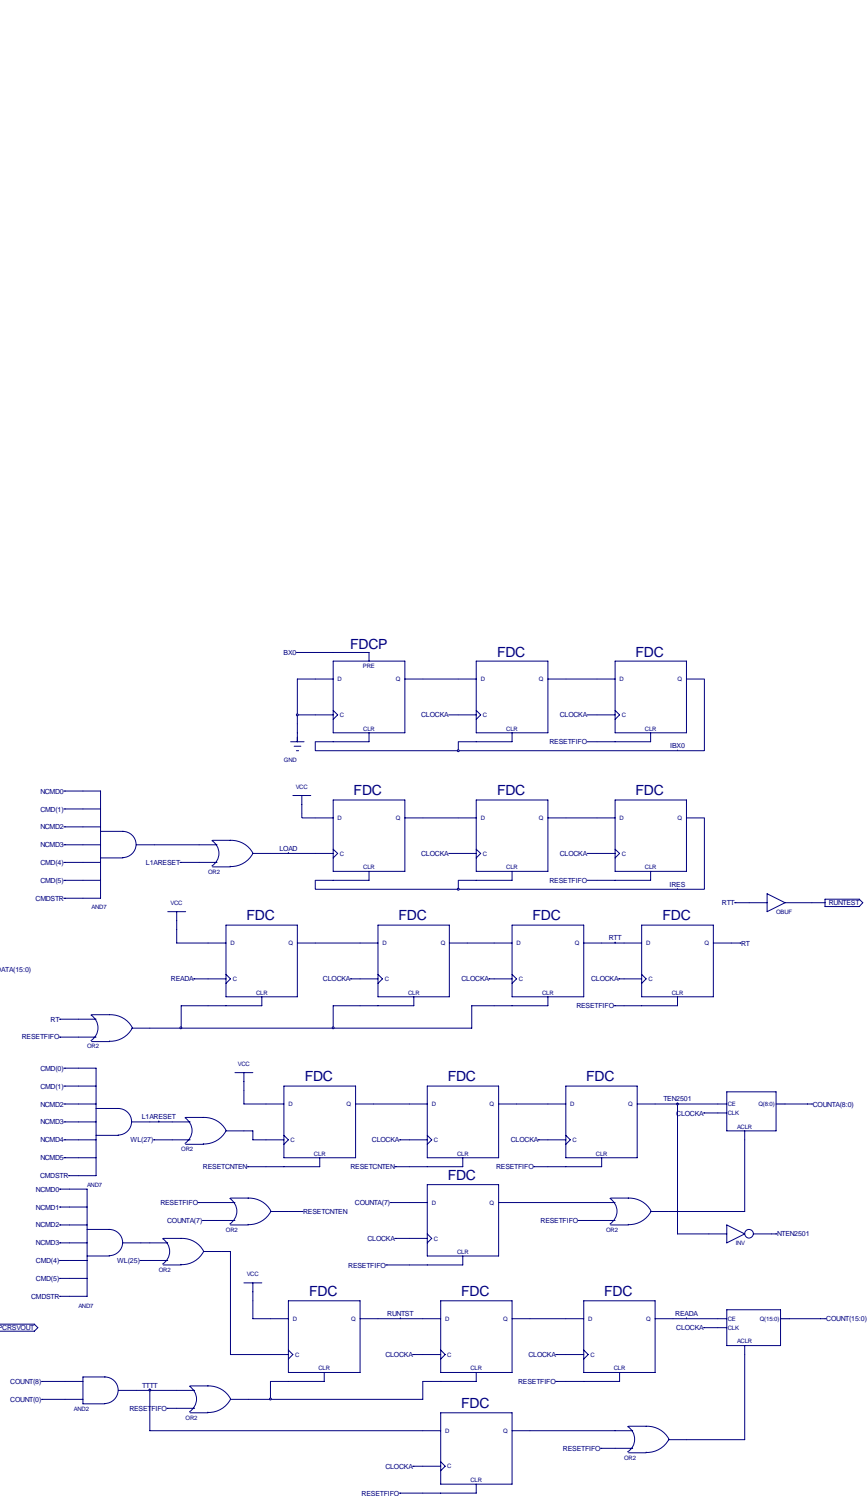 FDCP
FDC
FDC
BX0
PRE
D
Q
D
Q
D
Q
C
CLOCKA
C
CLOCKA
C
CLR
CLR
CLR
RESETFIFO
IBX0
GND
NCMD0
CMD(1)
NCMD2
NCMD3
CMD(4)
CMD(5)
CMDSTR
AND7
L1ARESET
OR2
LOAD
VCC
FDC
FDC
FDC
D
Q
D
Q
D
Q
C
CLOCKA
C
CLOCKA
C
CLR
CLR
CLR
RESETFIFO
IRES
RTT
OBUF
RUNTEST
VCC
FDC
FDC
FDC
FDC
D
Q
D
Q
D
Q
RTT
D
Q
RT
READA
C
CLOCKA
C
CLOCKA
C
CLOCKA
C
CLR
CLR
CLR
CLR
RESETFIFO
DATA(15:0)
RT
RESETFIFO
OR2
CMD(0)
CMD(1)
NCMD2
NCMD3
NCMD4
NCMD5
CMDSTR
AND7
L1ARESET
WL(27)
OR2
VCC
FDC
FDC
FDC
D
Q
D
Q
D
Q
TEN2501
CE
Q(8:0)
COUNTA(8:0)
C
CLOCKA
C
CLOCKA
C
CLOCKA
CLK
ACLR
CLR
CLR
CLR
RESETCNTEN
RESETCNTEN
RESETFIFO
NCMD0
NCMD1
NCMD2
NCMD3
CMD(4)
CMD(5)
CMDSTR
AND7
WL(25)
OR2
RESETFIFO
COUNTA(7)
OR2
RESETCNTEN
FDC
COUNTA(7)
D
Q
CLOCKA
C
CLR
RESETFIFO
RESETFIFO
OR2
INV
NTEN2501
VCC
FDC
FDC
FDC
D
Q
RUNTST
D
Q
D
Q
READA
CE
Q(15:0)
COUNT(15:0)
C
CLOCKA
C
CLOCKA
C
CLOCKA
CLK
ACLR
CLR
CLR
CLR
RESETFIFO
PCRSVOUT
COUNT(8)
COUNT(0)
AND2
TTTT
RESETFIFO
OR2
FDC
D
Q
CLOCKA
C
CLR
RESETFIFO
RESETFIFO
OR2